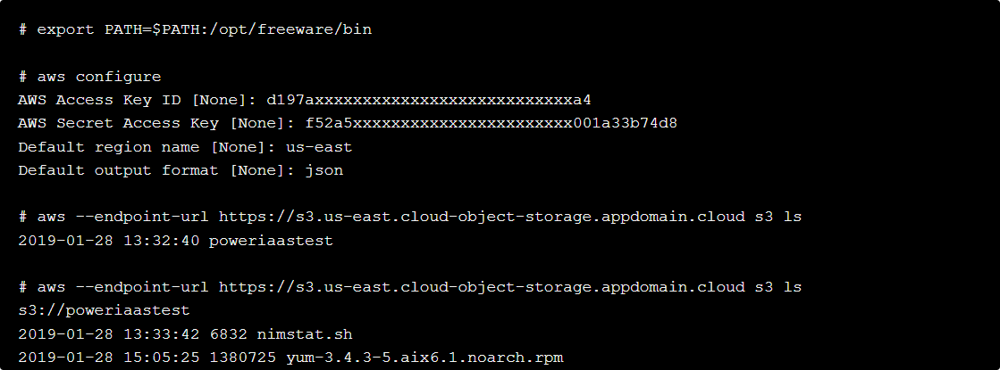 # export PATH=$PATH:/opt/freeware/bin
# aws configure
AWS Access Key ID [None]: d197axxxxxxxxxxxxxxxxxxxxxxxxxxxa4
AWS Secret Access Key [None]: f52a5xxxxxxxxxxxxxxxxxxxxxxx001a33b74d8
Default region name [None]: us-east
Default output format [None]: json
# aws --endpoint-url https://s3.us-east.cloud-object-storage.appdomain.cloud s3 ls
2019-01-28 13:32:40 poweriaastest
# aws --endpoint-url https://s3.us-east.cloud-object-storage.appdomain.cloud s3 ls
s3://poweriaastest
2019-01-28 13:33:42 6832 nimstat.sh
2019-01-28 15:05:25 1380725 yum-3.4.3-5.aix6.1.noarch.rpm